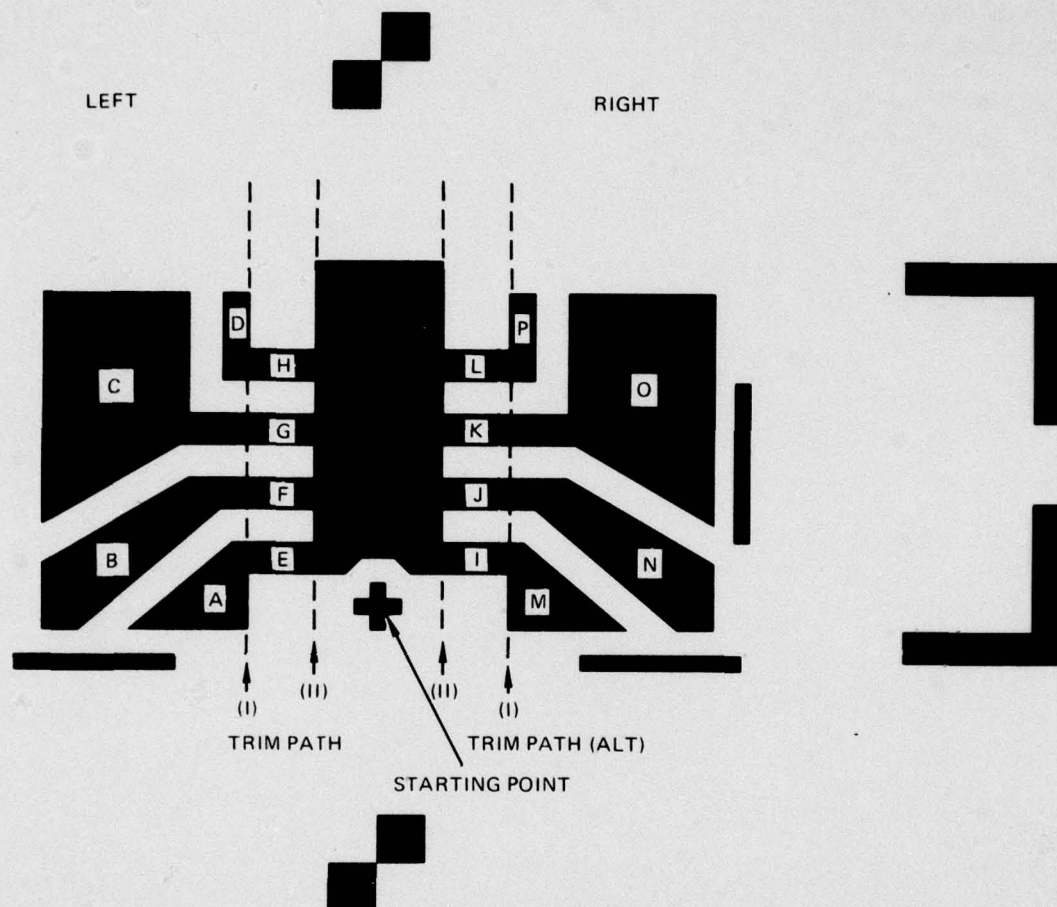 LEFT
RIGHT
D
P
H
L
C
O
G
K
F
J
B
E
I
N
A
M
(I)
(II)
(II)
(I)
TRIM PATH
TRIM PATH (ALT)
STARTING POINT